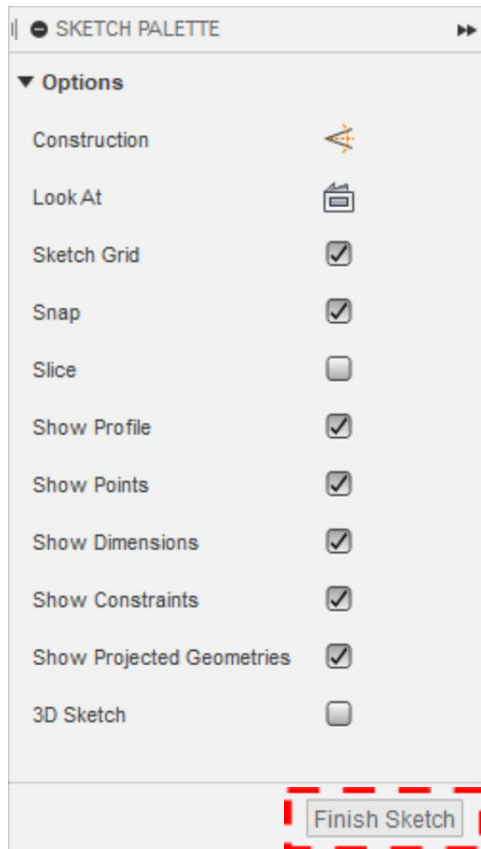 SKETCH PALETTE
Options
Construction
Look At
Sketch Grid
Snap
Slice
Show Profile
Show Points
Show Dimensions
Show Constraints
Show Projected Geometries
3D Sketch
Finish Sketch